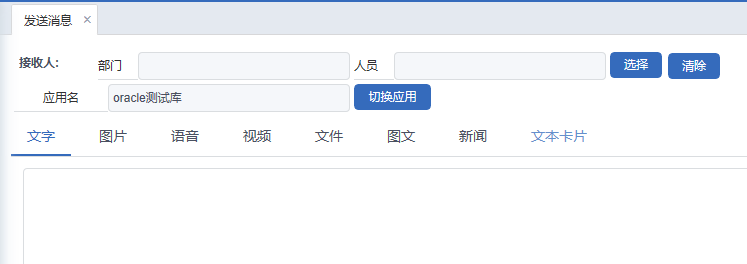 发送消息 ×
接收人: 部门 人员 选择 清除
应用名 oracle测试库 切换应用
文字 图片 语音 视频 文件 图文 新闻 文本卡片